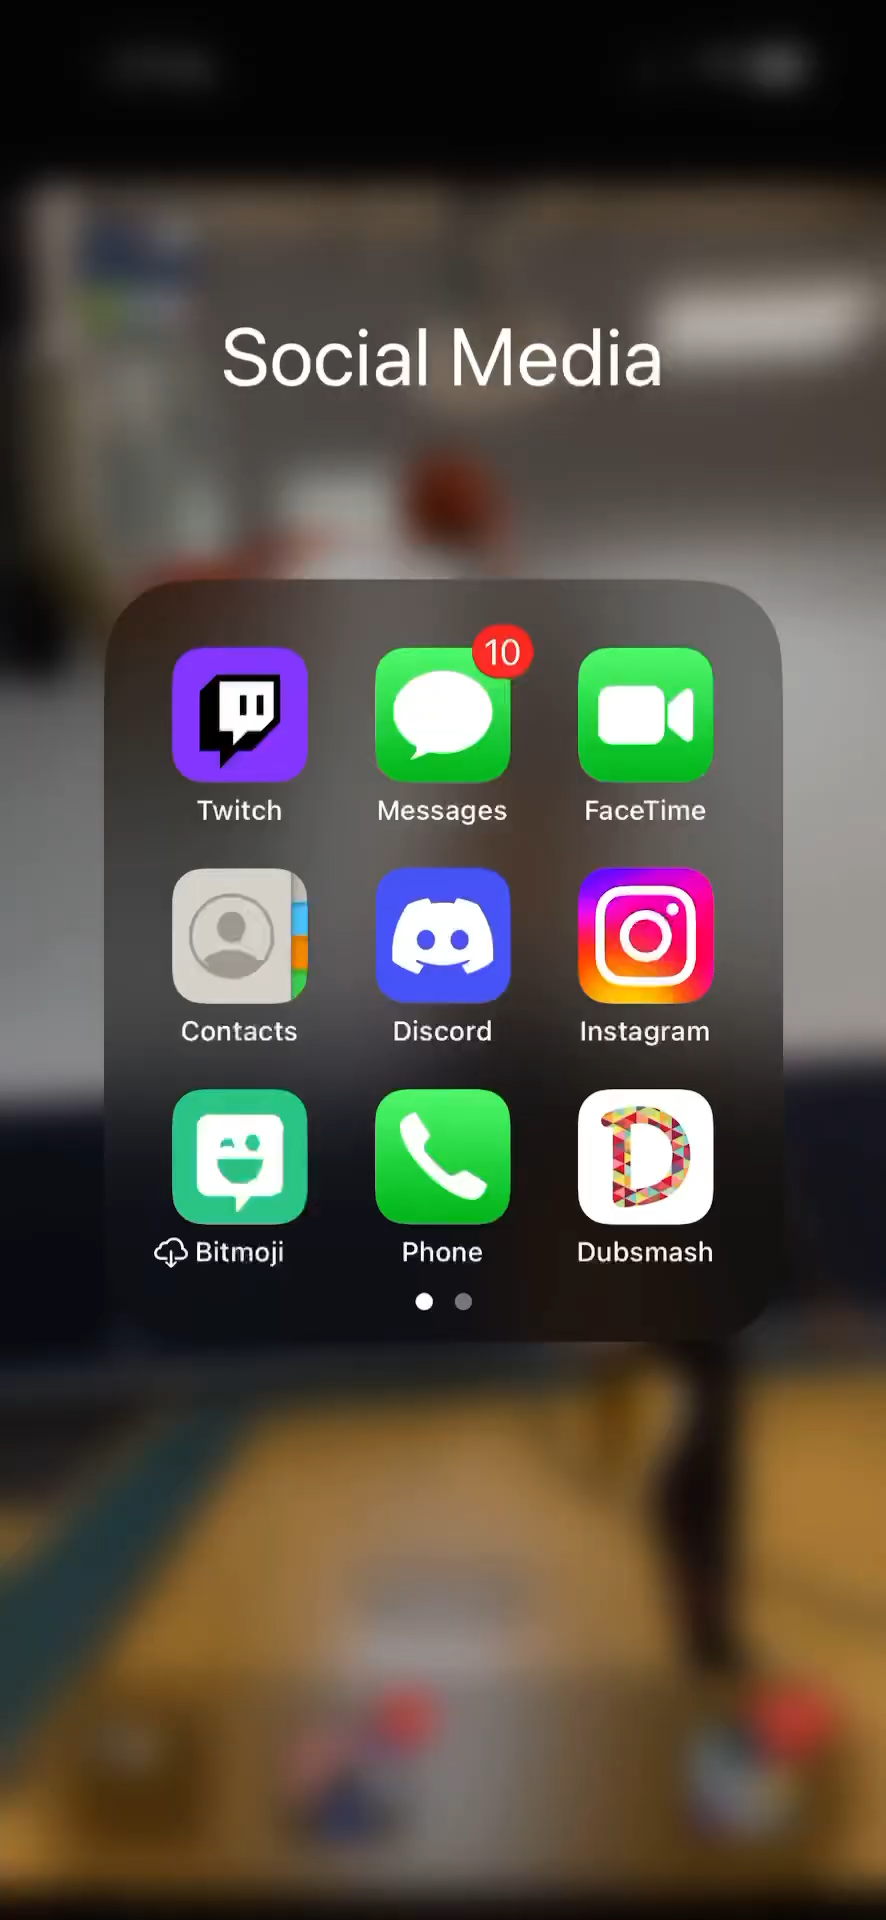 Social Media
10
Twitch Messages FaceTime
Contacts Discord Instagram
Bitmoji Phone Dubsmash